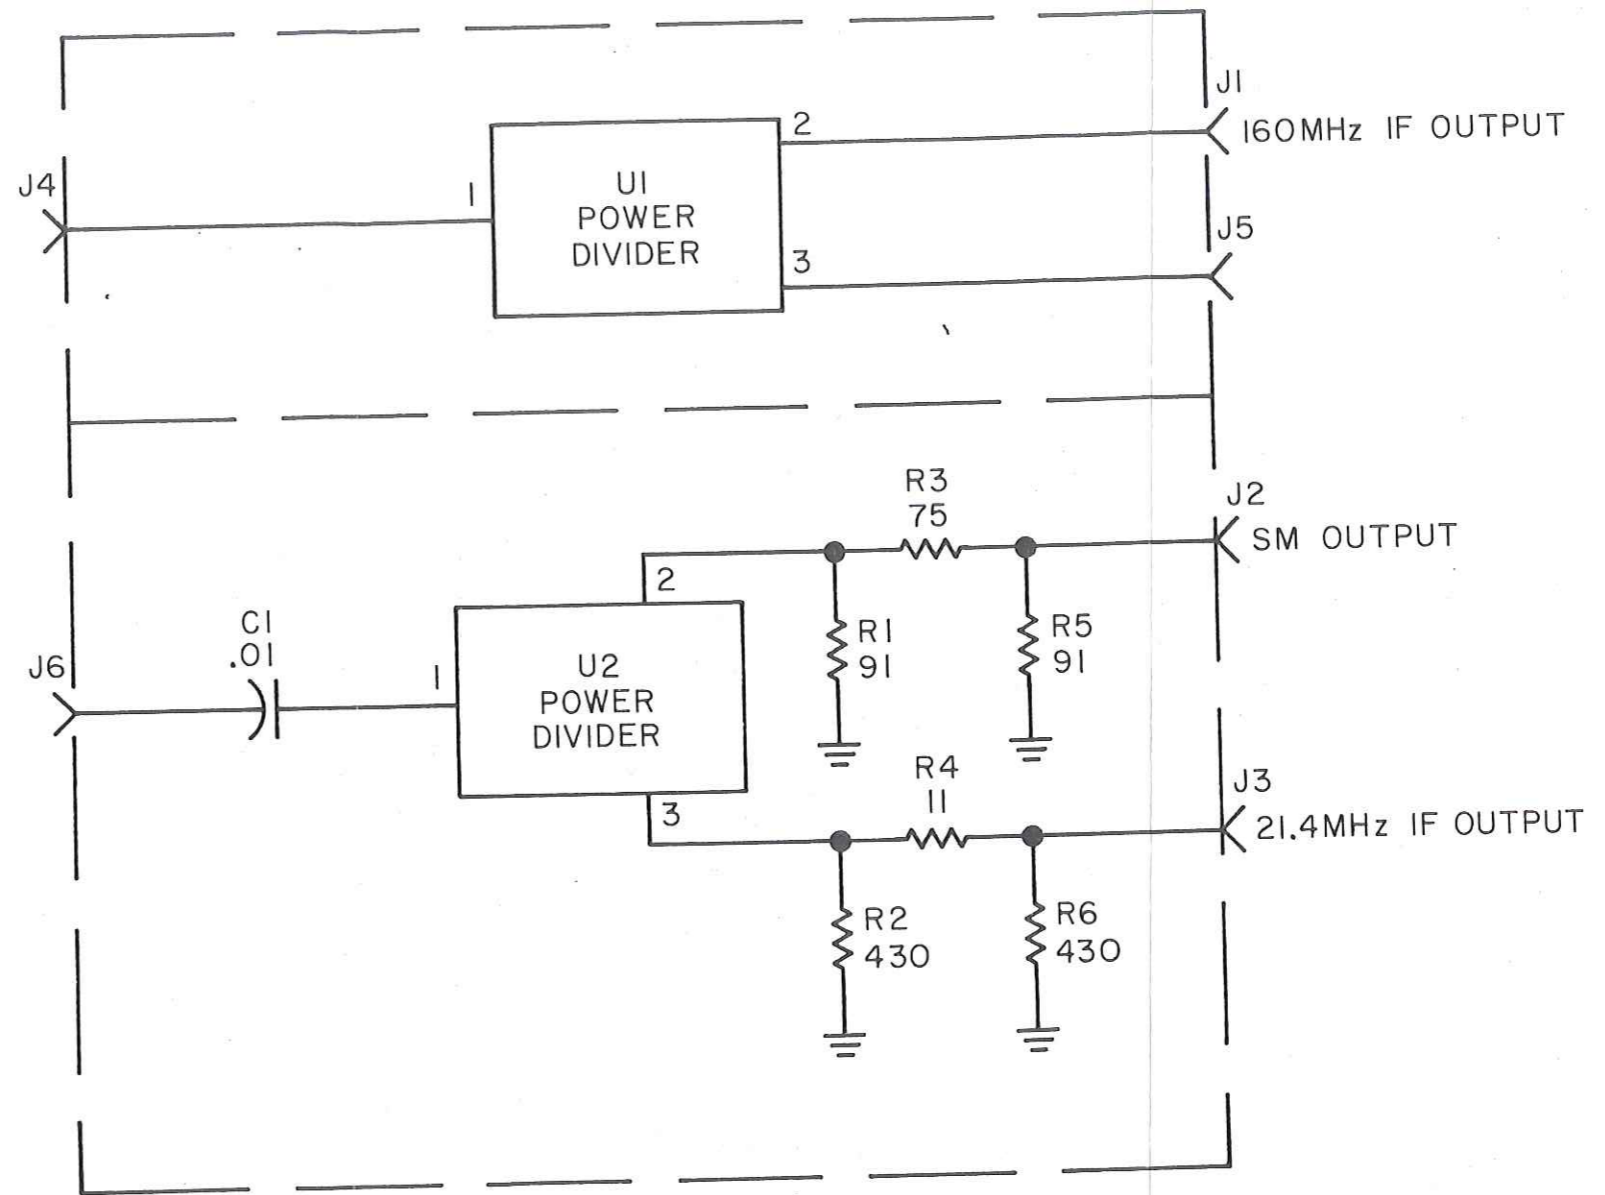 J1
160MHz IF OUTPUT
2
J4
1
U1
POWER
DIVIDER
J5
3
R3
75
J2
SM OUTPUT
2
C1
.01
R1
91
R5
91
J6
1
U2
POWER
DIVIDER
R4
11
J3
21.4MHz IF OUTPUT
3
R2
430
R6
430